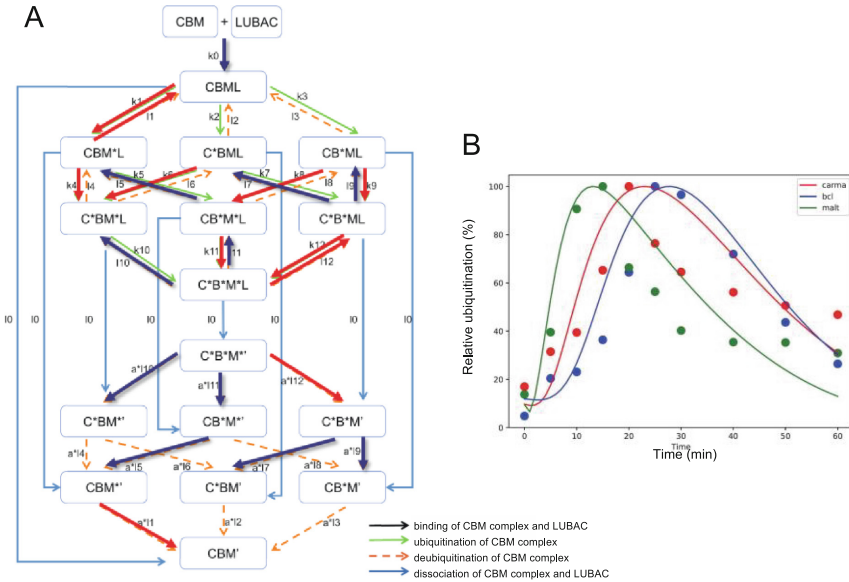 A
CBM + LUBAC
k0
CBML
k1
l1
k2
l2
k3
l3
CBM*L
C*BML
CB*ML
k4
l4
k5
l5
l6
k7
l7
k8
l8
l9
k9
C*BM*L
CB*M*L
C*B*ML
k10
l10
k11
11
k12
l12
C*B*M*L
l0 l0 l0 l0 l0 l0 l0
C*B*M*'
a*l10
a*l11
a*l12
C*BM*'
CB*M*'
C*B*M'
a*l4
a*l5
a*l6
a*l7
a*l8
a*l9
CBM*'
C*BM'
CB*M'
a*l1
a*l2
a*l3
CBM'
binding of CBM complex and LUBAC
ubiquitination of CBM complex
deubiquitination of CBM complex
dissociation of CBM complex and LUBAC
B
Relative ubiquitination (%)
100
80
60
40
20
0
carma
bcl
malt
0 10 20 30 40 50 60
Time
Time (min)